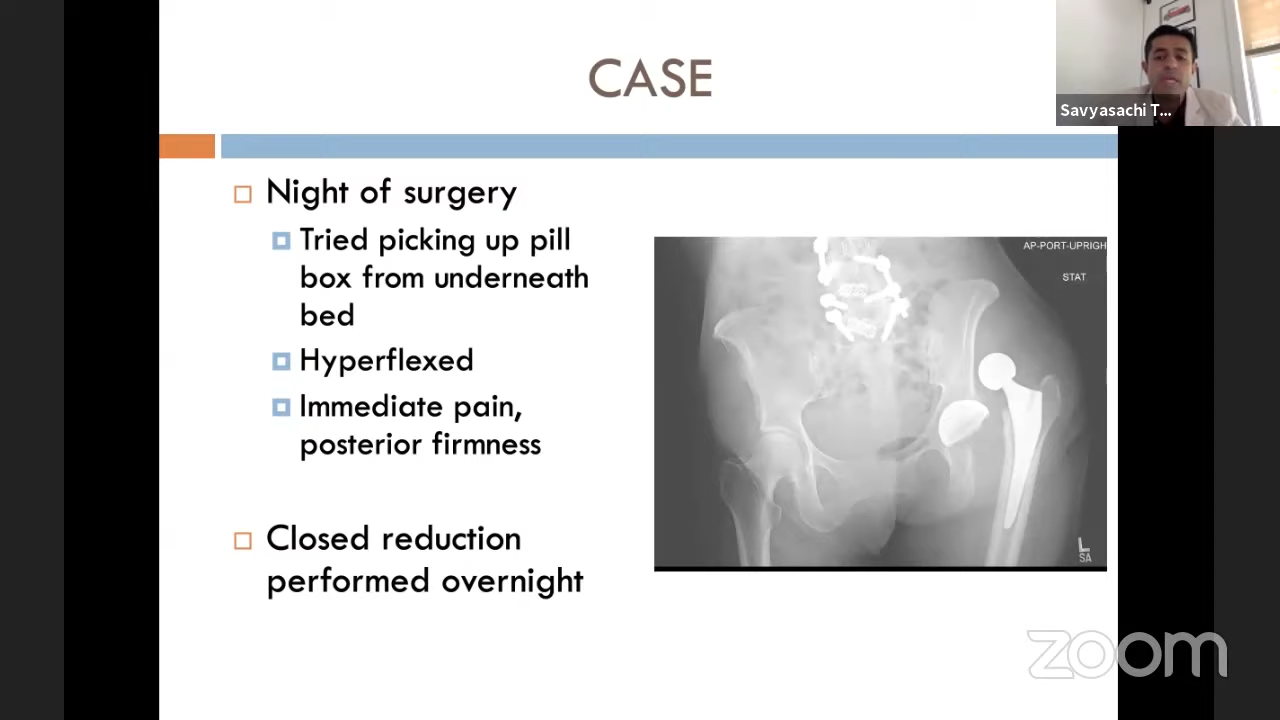 CASE
Savyasachi T...
Night of surgery
Tried picking up pill
box from underneath
bed
Hyperflexed
Immediate pain,
posterior firmness
Closed reduction
performed overnight
AP-PORT-UPRIGH
STAT
L
SA
zoom